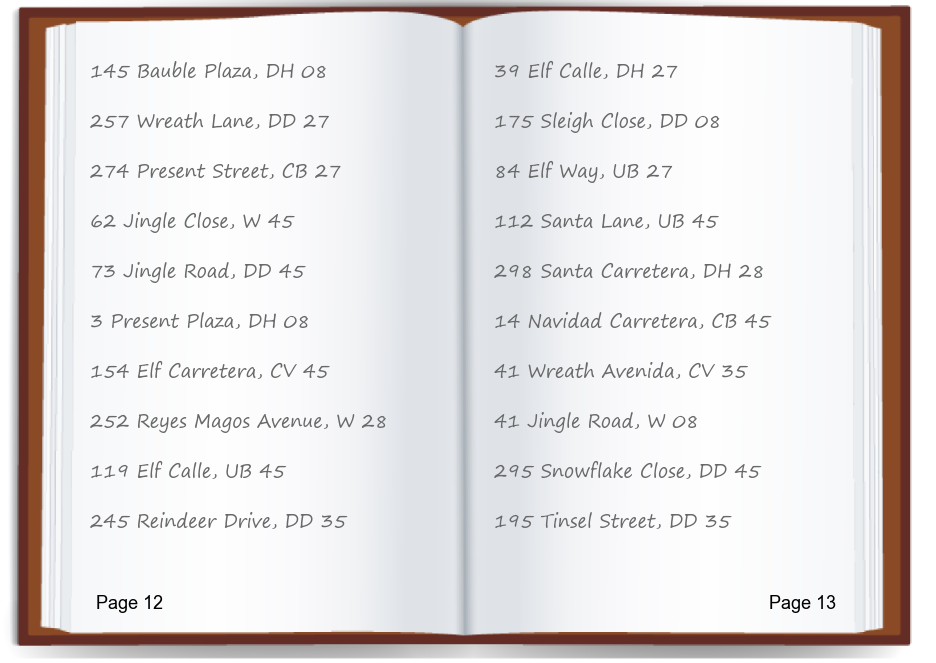 145 Bauble Plaza, DH 08
257 Wreath Lane, DD 27
274 Present Street, CB 27
62 Jingle Close, W 45
73 Jingle Road, DD 45
3 Present Plaza, DH 08
154 Elf Carretera, CV 45
252 Reyes Magos Avenue, W 28
119 Elf Calle, UB 45
245 Reindeer Drive, DD 35
Page 12
39 Elf Calle, DH 27
175 Sleigh Close, DD 08
84 Elf Way, UB 27
112 Santa Lane, UB 45
298 Santa Carretera, DH 28
14 Navidad Carretera, CB 45
41 Wreath Avenida, CV 35
41 Jingle Road, W 08
295 Snowflake Close, DD 45
195 Tinsel Street, DD 35
Page 13